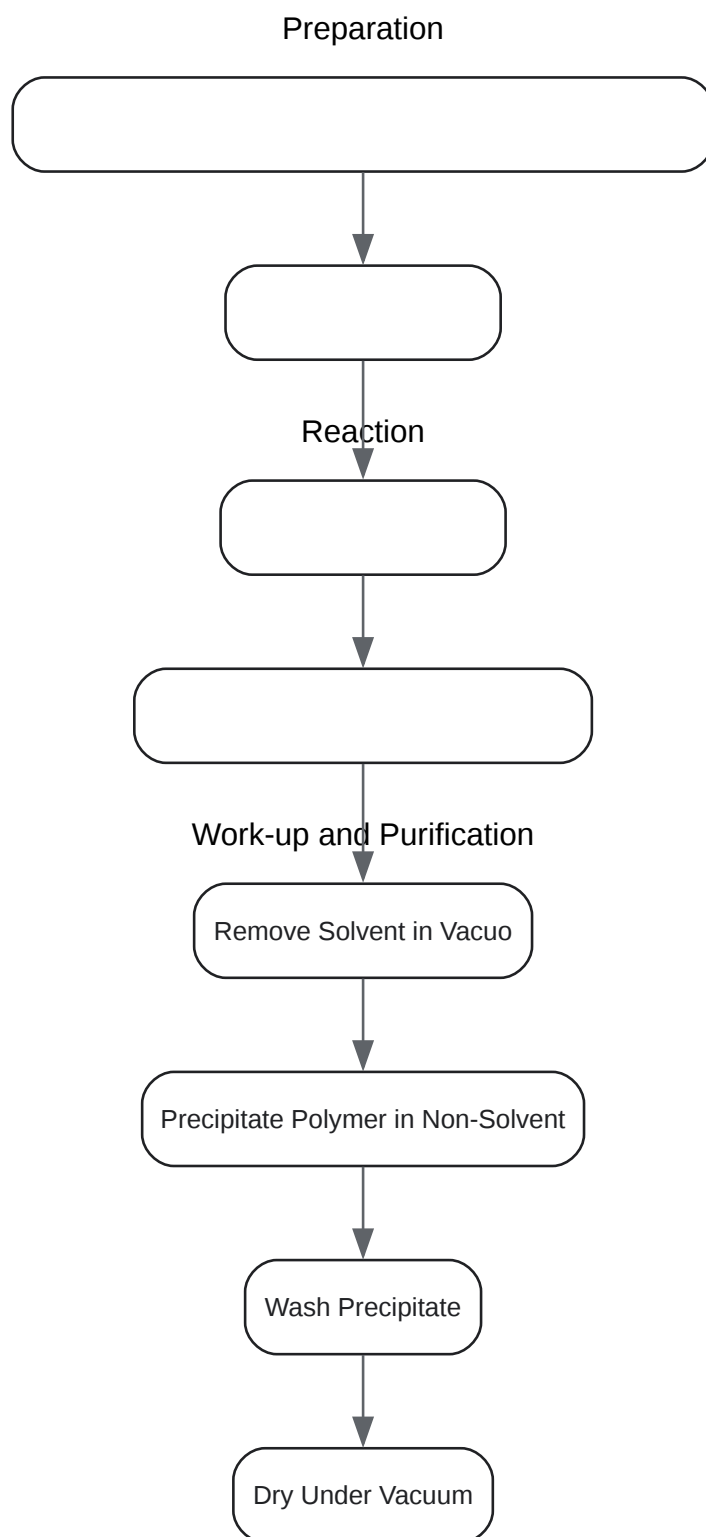 Preparation
Reaction
Work-up and Purification
Remove Solvent in Vacuo
Precipitate Polymer in Non-Solvent
Wash Precipitate
Dry Under Vacuum